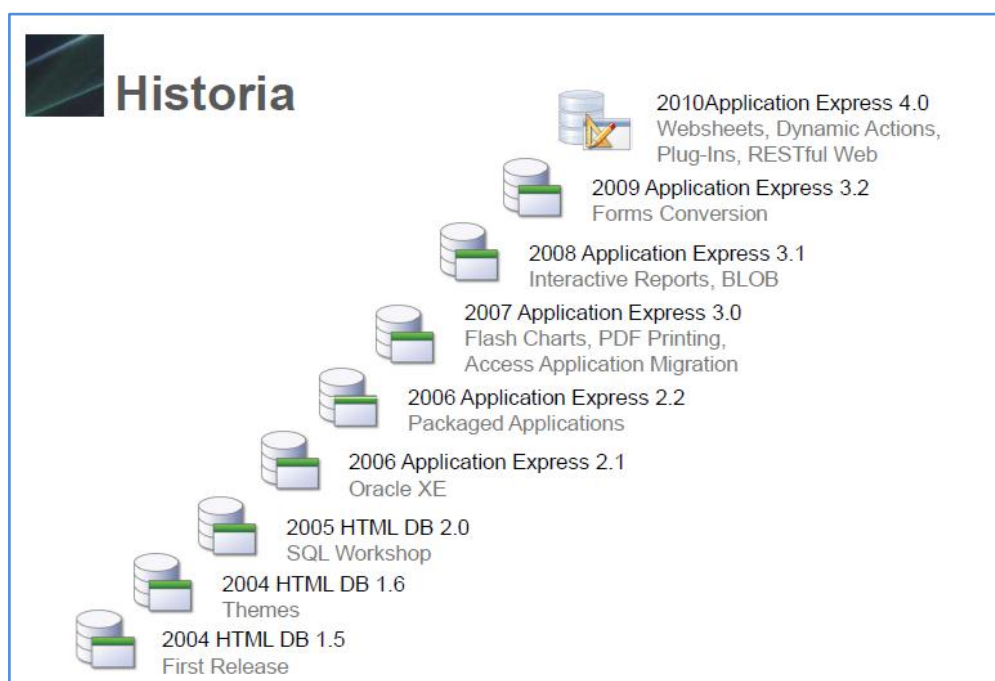 Historia
2010Application Express 4.0
Websheets, Dynamic Actions,
Plug-Ins, RESTful Web
2009 Application Express 3.2
Forms Conversion
2008 Application Express 3.1
Interactive Reports, BLOB
2007 Application Express 3.0
Flash Charts, PDF Printing,
Access Application Migration
2006 Application Express 2.2
Packaged Applications
2006 Application Express 2.1
Oracle XE
2005 HTML DB 2.0
SQL Workshop
2004 HTML DB 1.6
Themes
2004 HTML DB 1.5
First Release